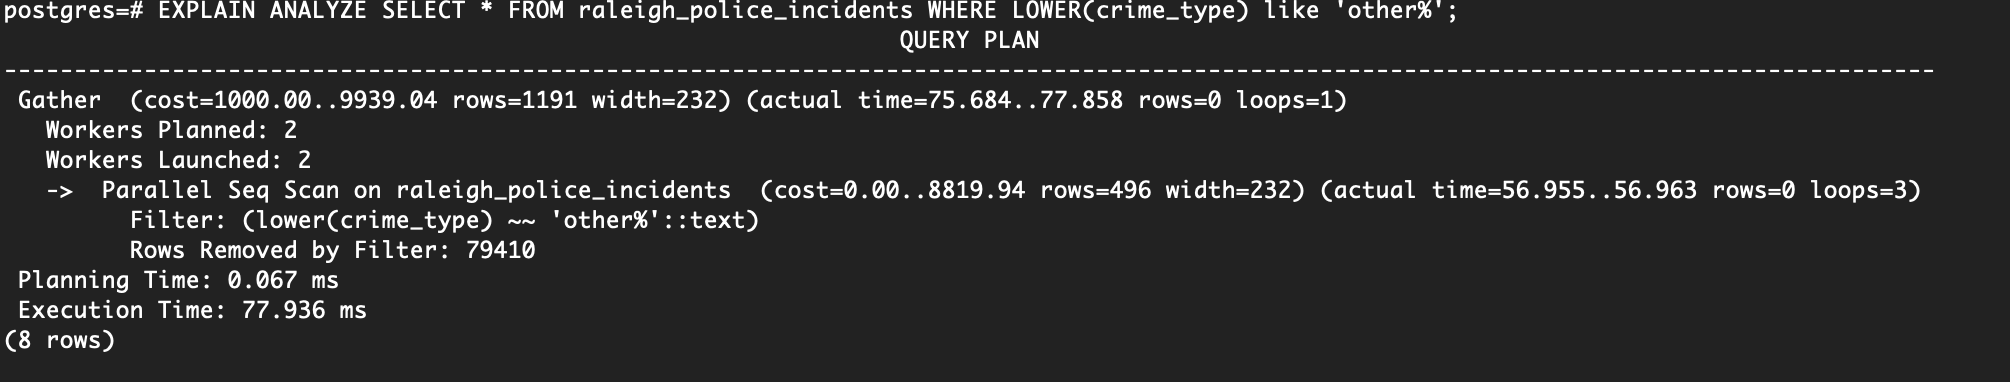 postgres=# EXPLAIN ANALYZE SELECT * FROM raleigh_police_incidents WHERE LOWER(crime_type) like 'other%';
QUERY PLAN
-----------------------------------------------------------------------------------------------------------------------------------------
Gather  (cost=1000.00..9939.04 rows=1191 width=232) (actual time=75.684..77.858 rows=0 loops=1)
Workers Planned: 2
Workers Launched: 2
->  Parallel Seq Scan on raleigh_police_incidents  (cost=0.00..8819.94 rows=496 width=232) (actual time=56.955..56.963 rows=0 loops=3)
Filter: (lower(crime_type) ~~ 'other%'::text)
Rows Removed by Filter: 79410
Planning Time: 0.067 ms
Execution Time: 77.936 ms
(8 rows)